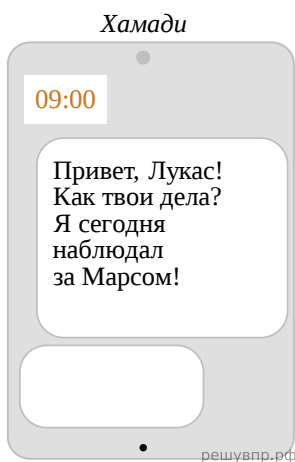 Хамади
09:00
Привет, Лукас!
Как твои дела?
Я сегодня
наблюдал
за Марсом!
решувпр.рф